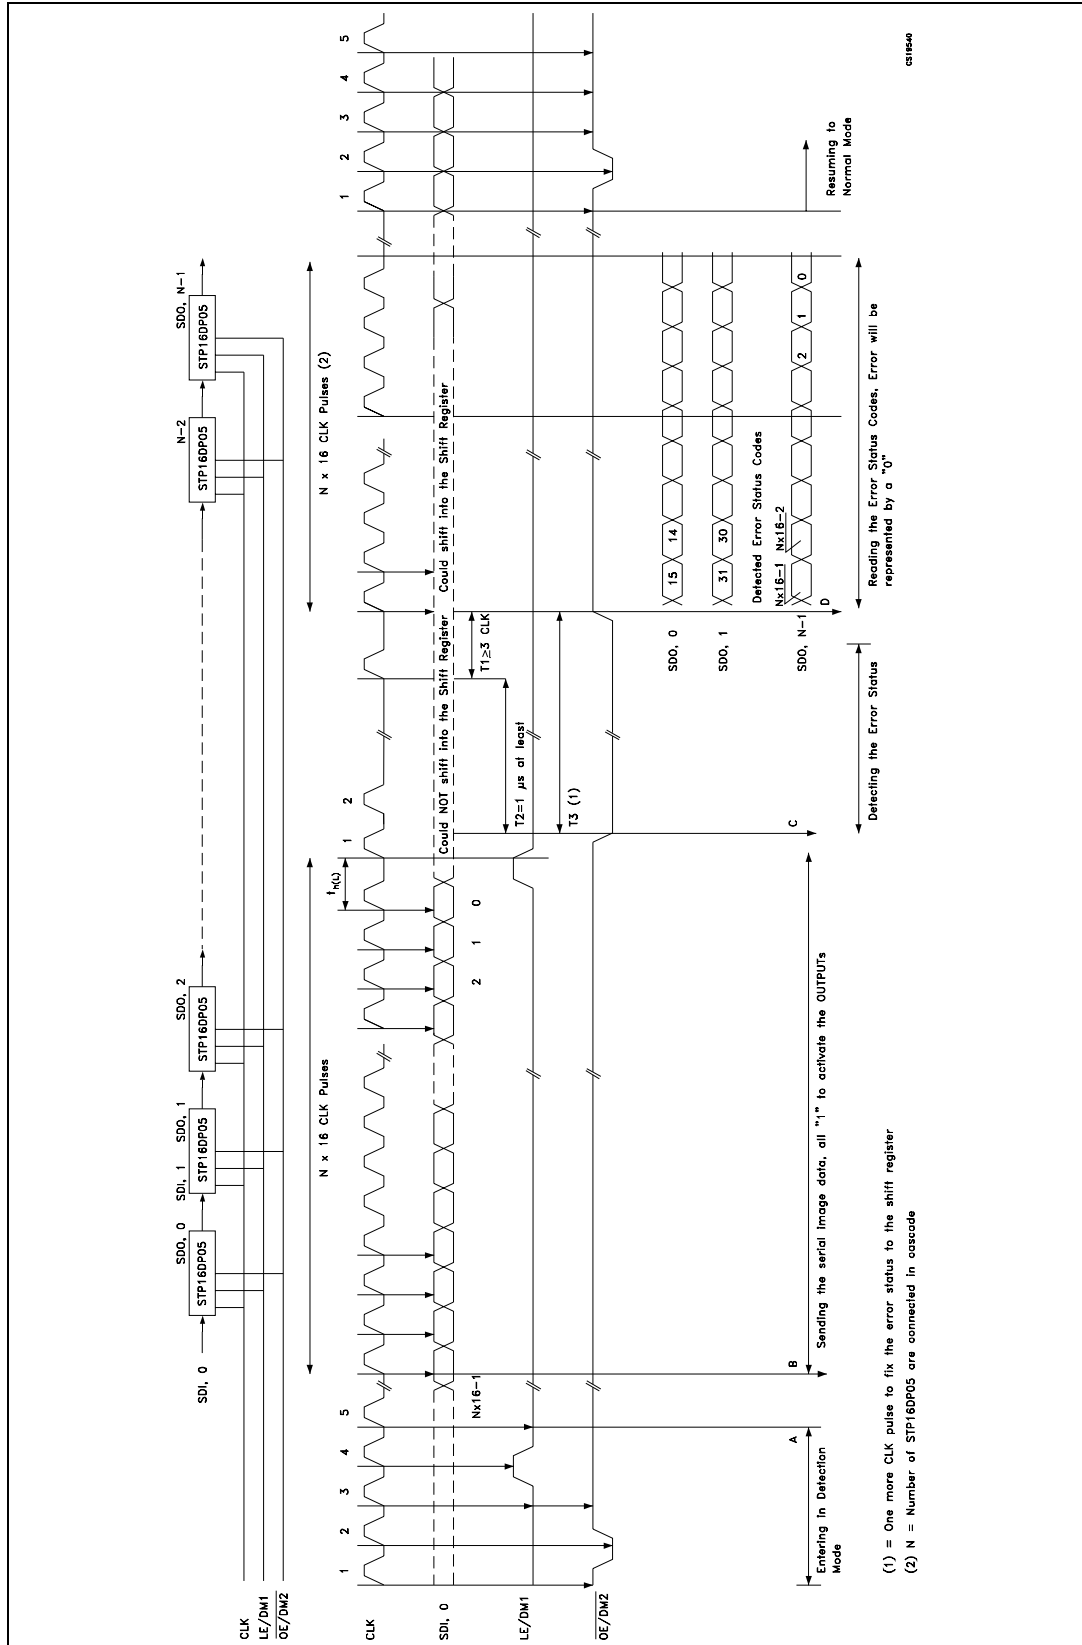 SDI, 0
STP16DP05
SDO, 0
SDI, 1
STP16DP05
SDO, 1
STP16DP05
SDO, 2
N-2
STP16DP05
STP16DP05
SDO, N-1
CLK
LE/DM1
OE/DM2
N x 16 CLK Pulses
N x 16 CLK Pulses (2)
1 2 3 4 5
th(L)
1 2
1 2 3 4 5
CLK
SDI, 0
Could NOT shift into the Shift Register
Could shift into the Shift Register
Nx16-1
2 1 0
T1≥3 CLK
LE/DM1
T2=1 µs at least
T3 (1)
OE/DM2
SDO, 0
15 14
SDO, 1
31 30
Detected Error Status Codes
Nx16-1 Nx16-2
SDO, N-1
2 1 0
A
B
C
D
Entering in Detection
Mode
Sending the serial image data, all "1" to activate the OUTPUTs
Detecting the Error Status
Reading the Error Status Codes, Error will be
represented by a "0"
Resuming to
Normal Mode
(1) = One more CLK pulse to fix the error status to the shift register
(2) N = Number of STP16DP05 are connected in cascade
CS19540